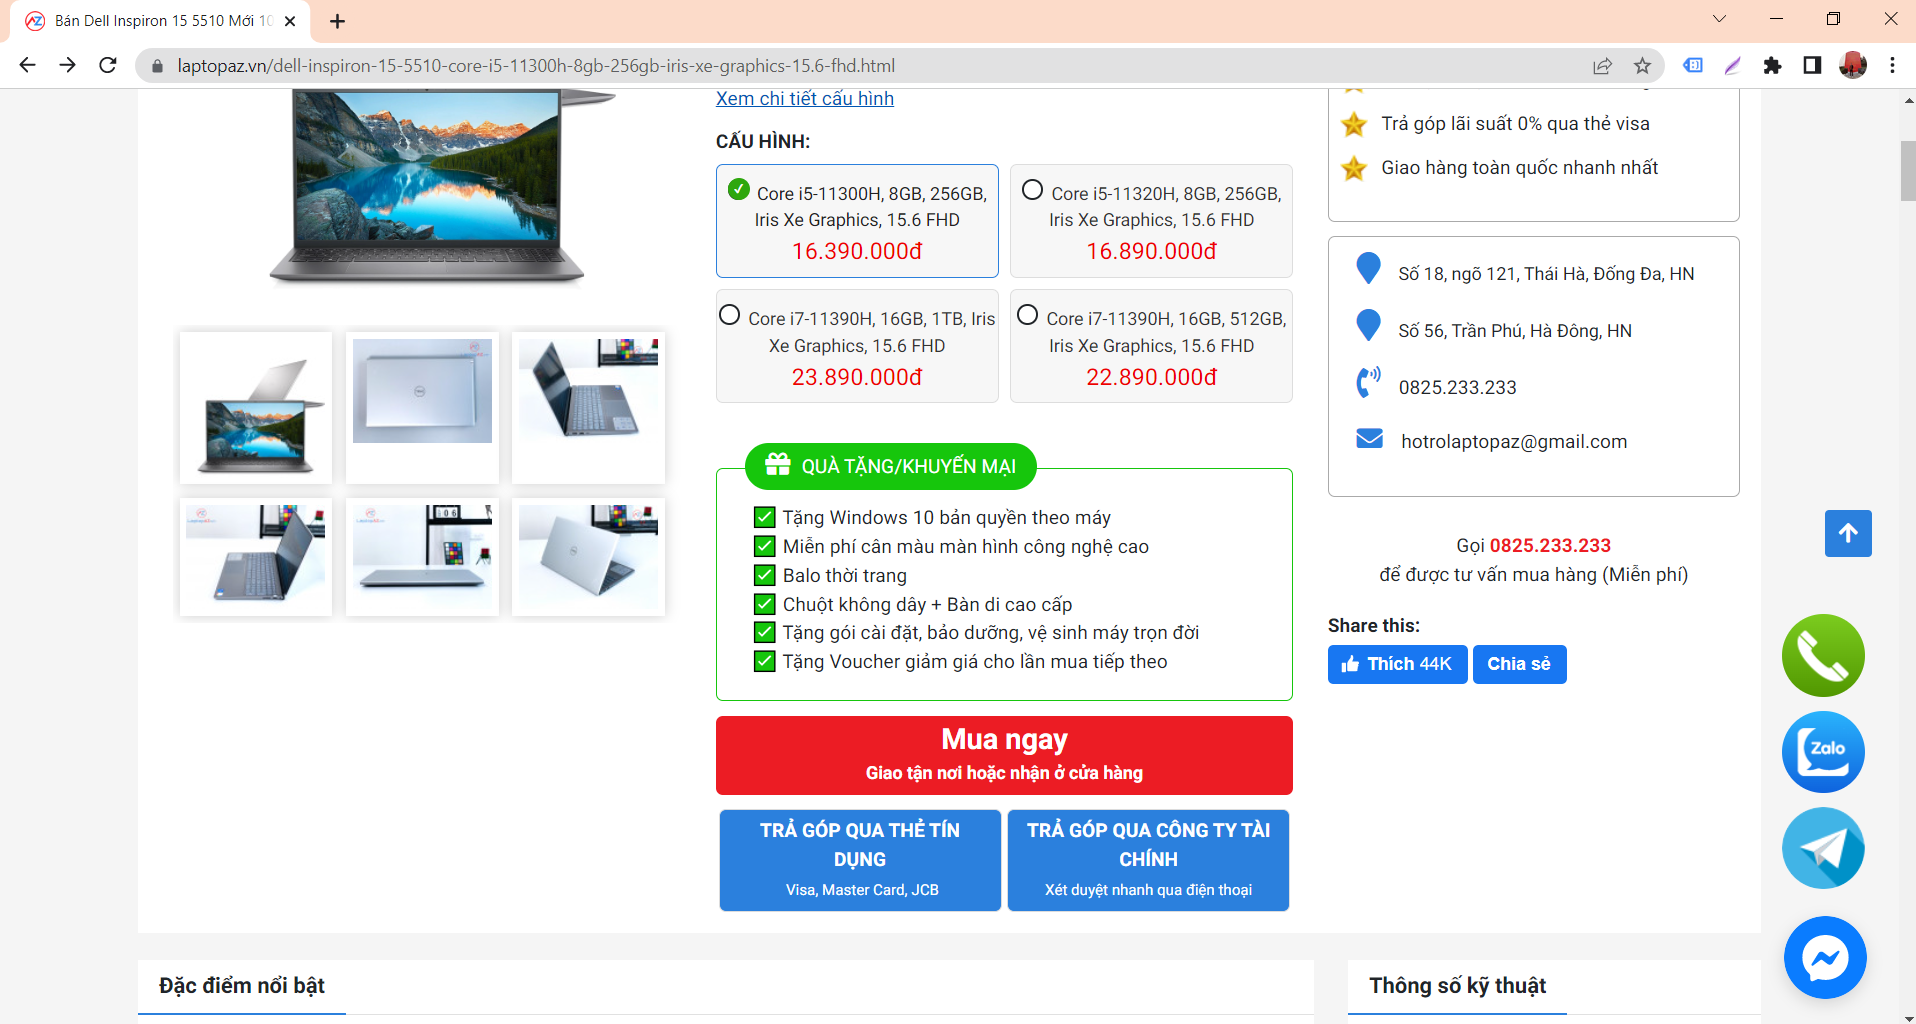 Bán Dell Inspiron 15 5510 Mới 10
laptopaz.vn/dell-inspiron-15-5510-core-i5-11300h-8gb-256gb-iris-xe-graphics-15.6-fhd.html
Xem chi tiết cấu hình
CẤU HÌNH:
Core i5-11300H, 8GB, 256GB,
Iris Xe Graphics, 15.6 FHD
16.390.000đ
Core i5-11320H, 8GB, 256GB,
Iris Xe Graphics, 15.6 FHD
16.890.000đ
Core i7-11390H, 16GB, 1TB, Iris
Xe Graphics, 15.6 FHD
23.890.000đ
Core i7-11390H, 16GB, 512GB,
Iris Xe Graphics, 15.6 FHD
22.890.000đ
QUÀ TẶNG/KHUYẾN MẠI
Tặng Windows 10 bản quyền theo máy
Miễn phí cân màu màn hình công nghệ cao
Balo thời trang
Chuột không dây + Bàn di cao cấp
Tặng gói cài đặt, bảo dưỡng, vệ sinh máy trọn đời
Tặng Voucher giảm giá cho lần mua tiếp theo
Mua ngay
Giao tận nơi hoặc nhận ở cửa hàng
TRẢ GÓP QUA THẺ TÍN
DỤNG
Visa, Master Card, JCB
TRẢ GÓP QUA CÔNG TY TÀI
CHÍNH
Xét duyệt nhanh qua điện thoại
Trả góp lãi suất 0% qua thẻ visa
Giao hàng toàn quốc nhanh nhất
Số 18, ngõ 121, Thái Hà, Đống Đa, HN
Số 56, Trần Phú, Hà Đông, HN
0825.233.233
hotrolaptopaz@gmail.com
Gọi 0825.233.233
để được tư vấn mua hàng (Miễn phí)
Share this:
Thích 44K
Chia sẻ
Zalo
Đặc điểm nổi bật
Thông số kỹ thuật